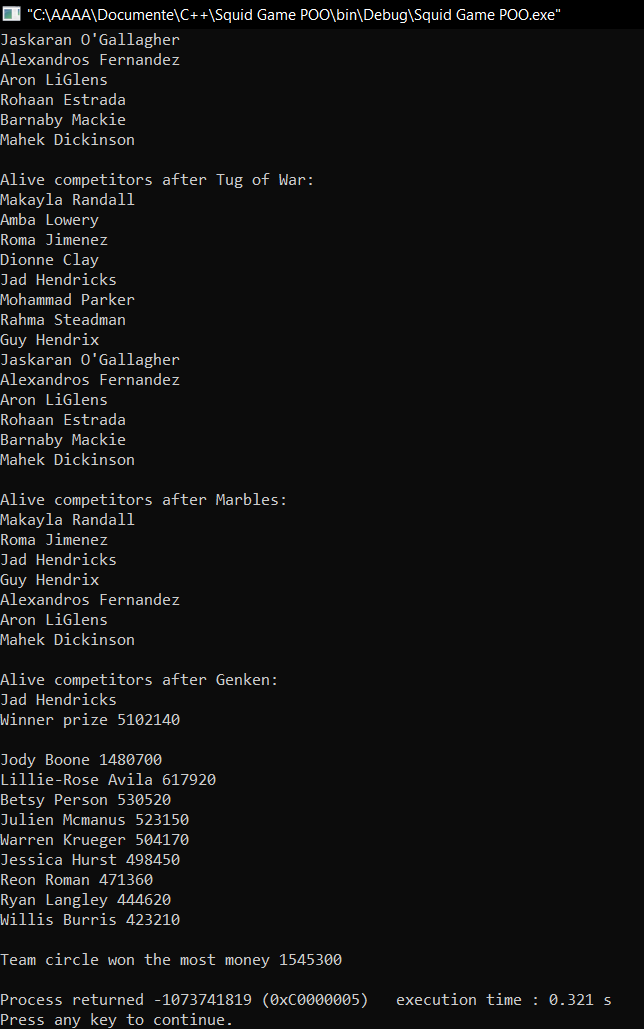 "C:\AAAA\Documente\C++\Squid Game POO\bin\Debug\Squid Game POO.exe"
Jaskaran O'Gallagher
Alexandros Fernandez
Aron LiGlens
Rohaan Estrada
Barnaby Mackie
Mahek Dickinson

Alive competitors after Tug of War:
Makayla Randall
Amba Lowery
Roma Jimenez
Dionne Clay
Jad Hendricks
Mohammad Parker
Rahma Steadman
Guy Hendrix
Jaskaran O'Gallagher
Alexandros Fernandez
Aron LiGlens
Rohaan Estrada
Barnaby Mackie
Mahek Dickinson

Alive competitors after Marbles:
Makayla Randall
Roma Jimenez
Jad Hendricks
Guy Hendrix
Alexandros Fernandez
Aron LiGlens
Mahek Dickinson

Alive competitors after Genken:
Jad Hendricks
Winner prize 5102140

Jody Boone 1480700
Lillie-Rose Avila 617920
Betsy Person 530520
Julien Mcmanus 523150
Warren Krueger 504170
Jessica Hurst 498450
Reon Roman 471360
Ryan Langley 444620
Willis Burris 423210

Team circle won the most money 1545300

Process returned -1073741819 (0xC0000005)   execution time : 0.321 s
Press any key to continue.